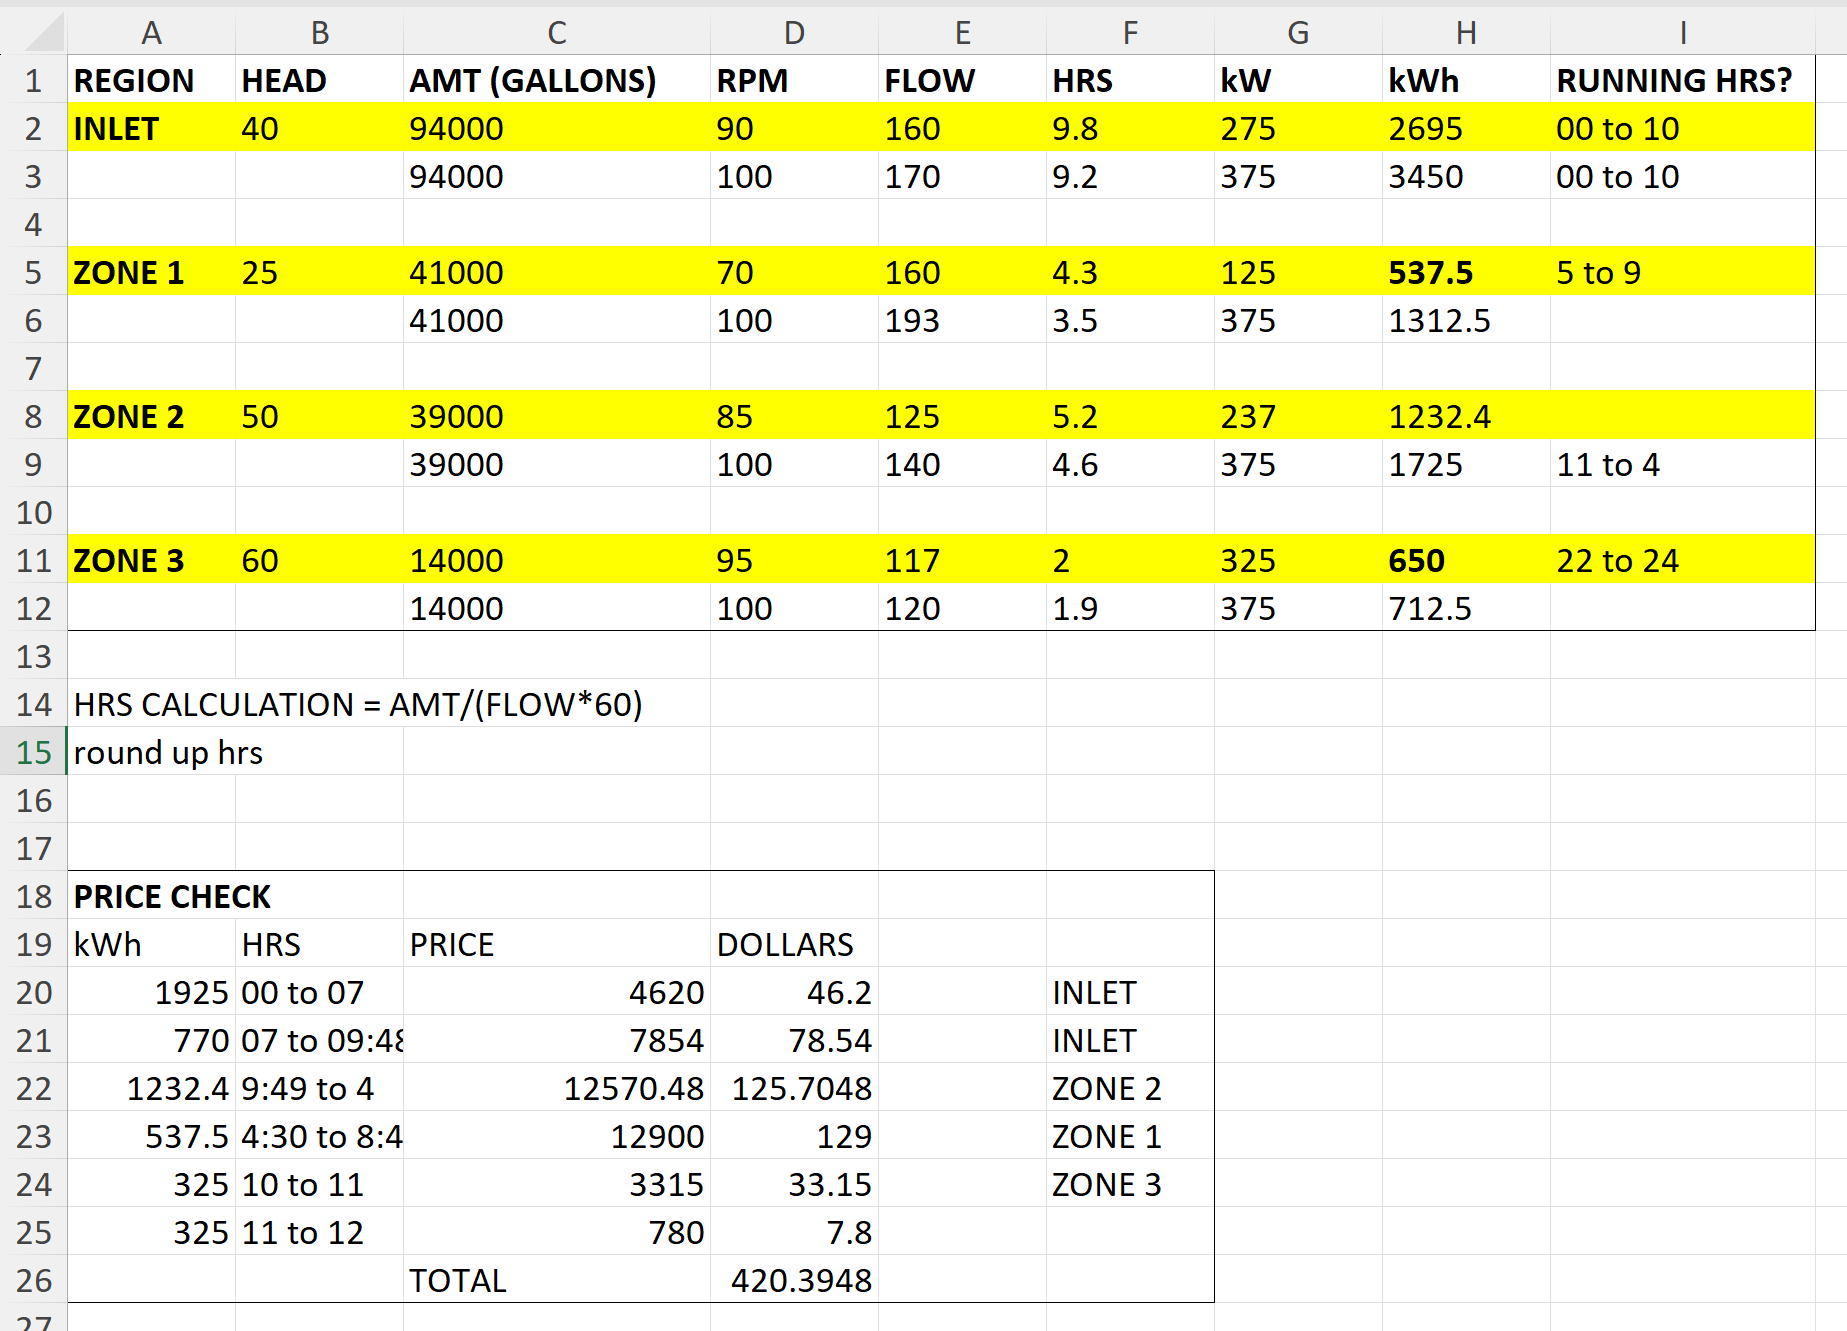 A B C D E F G H I
1 REGION HEAD AMT (GALLONS) RPM FLOW HRS kW kWh RUNNING HRS?
2 INLET 40 94000 90 160 9.8 275 2695 00 to 10
3 94000 100 170 9.2 375 3450 00 to 10
4
5 ZONE 1 25 41000 70 160 4.3 125 537.5 5 to 9
6 41000 100 193 3.5 375 1312.5
7
8 ZONE 2 50 39000 85 125 5.2 237 1232.4
9 39000 100 140 4.6 375 1725 11 to 4
10
11 ZONE 3 60 14000 95 117 2 325 650 22 to 24
12 14000 100 120 1.9 375 712.5
13
14 HRS CALCULATION = AMT/(FLOW*60)
15 round up hrs
16
17
18 PRICE CHECK
19 kWh HRS PRICE DOLLARS
20 1925 00 to 07 4620 46.2 INLET
21 770 07 to 09:48 7854 78.54 INLET
22 1232.4 9:49 to 4 12570.48 125.7048 ZONE 2
23 537.5 4:30 to 8:4 12900 129 ZONE 1
24 325 10 to 11 3315 33.15 ZONE 3
25 325 11 to 12 780 7.8
26 TOTAL 420.3948
27